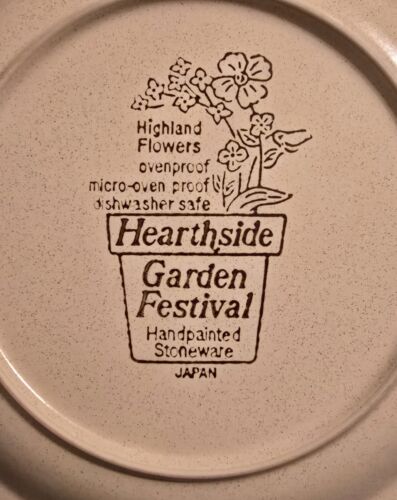 Highland
Flowers
ovenproof
micro-oven proof
dishwasher safe
Hearthside
Garden
Festival
Handpainted
Stoneware
JAPAN